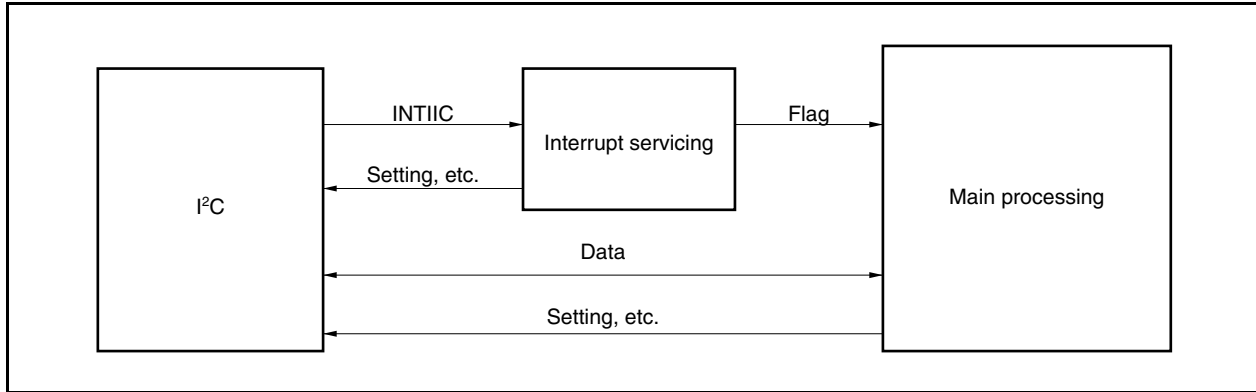 INTIIC
Flag
Interrupt servicing
Setting, etc.
I²C
Main processing
Data
Setting, etc.